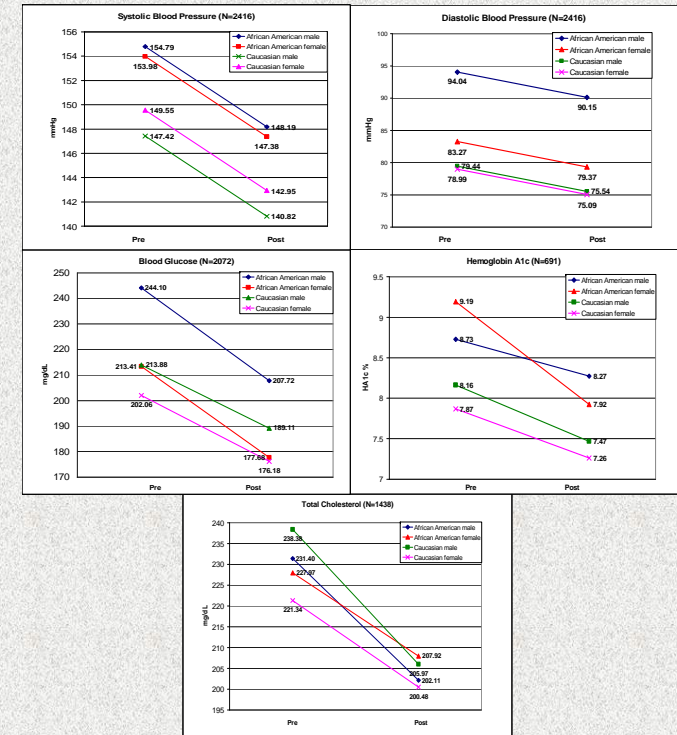 Systolic Blood Pressure (N=2416)
156
154
152
150
148
146
144
142
140
mmHg
154.79
153.98
149.55
147.42
148.19
147.38
142.95
140.82
African American male
African American female
Caucasian male
Caucasian female
Pre
Post
Diastolic Blood Pressure (N=2416)
100
95
90
85
80
75
70
mmHg
94.04
83.27
79.44
78.99
90.15
79.37
75.54
75.09
African American male
African American female
Caucasian male
Caucasian female
Pre
Post
Blood Glucose (N=2072)
250
240
230
220
210
200
190
180
170
mg/dL
244.10
213.41
213.88
202.06
207.72
189.11
177.68
176.18
African American male
African American female
Caucasian male
Caucasian female
Pre
Post
Hemoglobin A1c (N=691)
9.5
9
8.5
8
7.5
7
HA1c %
9.19
8.73
8.16
7.87
8.27
7.92
7.47
7.26
African American male
African American female
Caucasian male
Caucasian female
Pre
Post
Total Cholesterol (N=1438)
240
235
230
225
220
215
210
205
200
195
mg/dL
238.38
231.40
227.97
221.34
207.92
205.97
202.11
200.48
African American male
African American female
Caucasian male
Caucasian female
Pre
Post